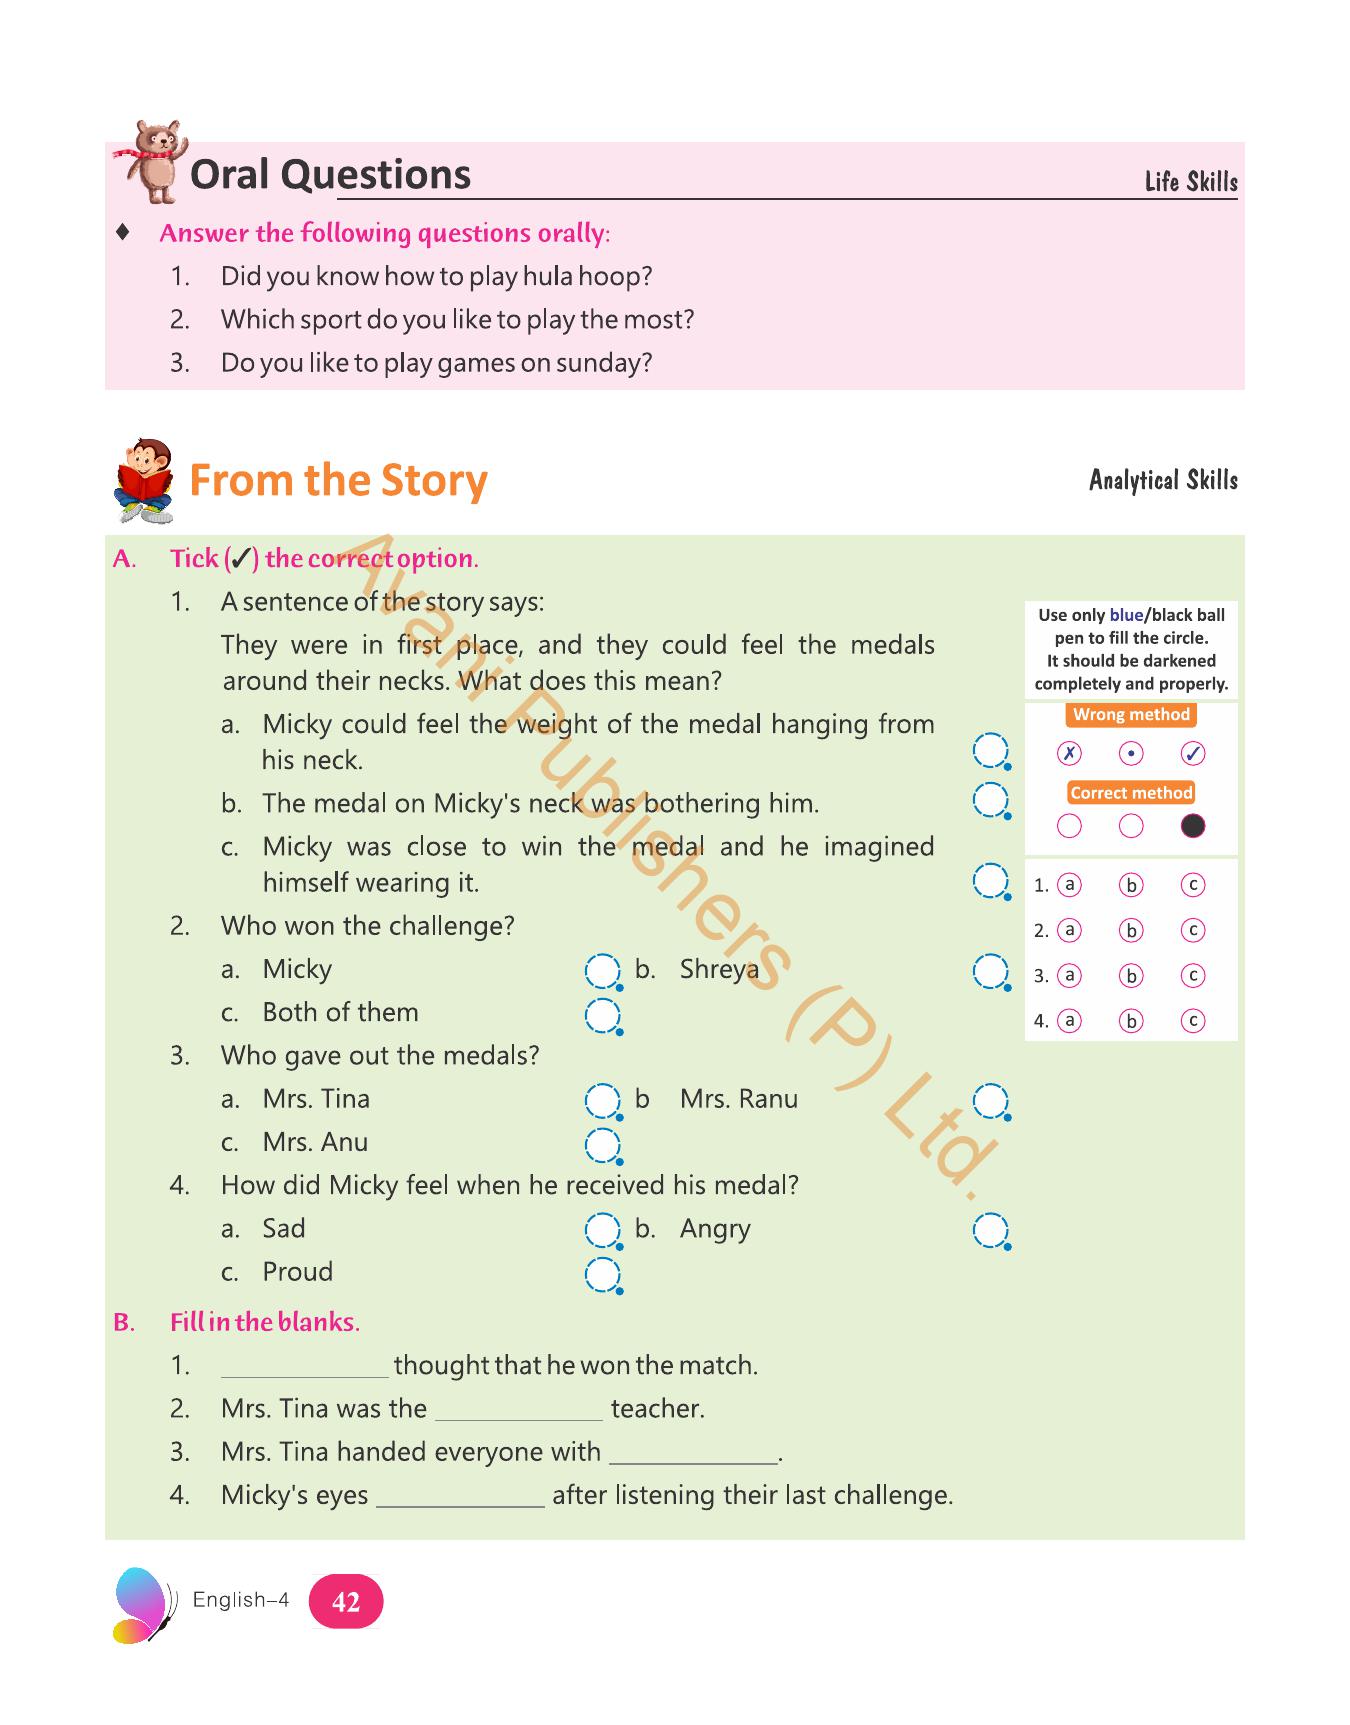 Oral Questions
Life Skills
♦ Answer the following questions orally:
1. Did you know how to play hula hoop?
2. Which sport do you like to play the most?
3. Do you like to play games on sunday?
From the Story
Analytical Skills
A. Tick (✓) the correct option.
1. A sentence of the story says:
They were in first place, and they could feel the medals
around their necks. What does this mean?
a. Micky could feel the weight of the medal hanging from
his neck.
b. The medal on Micky's neck was bothering him.
c. Micky was close to win the medal and he imagined
himself wearing it.
2. Who won the challenge?
a. Micky b. Shreya
c. Both of them
3. Who gave out the medals?
a. Mrs. Tina b Mrs. Ranu
c. Mrs. Anu
4. How did Micky feel when he received his medal?
a. Sad b. Angry
c. Proud
Use only blue/black ball
pen to fill the circle.
It should be darkened
completely and properly.
Wrong method
✗ • ✓
Correct method
1. a b c
2. a b c
3. a b c
4. a b c
B. Fill in the blanks.
1. ____________ thought that he won the match.
2. Mrs. Tina was the ____________ teacher.
3. Mrs. Tina handed everyone with ____________.
4. Micky's eyes ____________ after listening their last challenge.
Avani Publishers (P) Ltd.
English–4 42